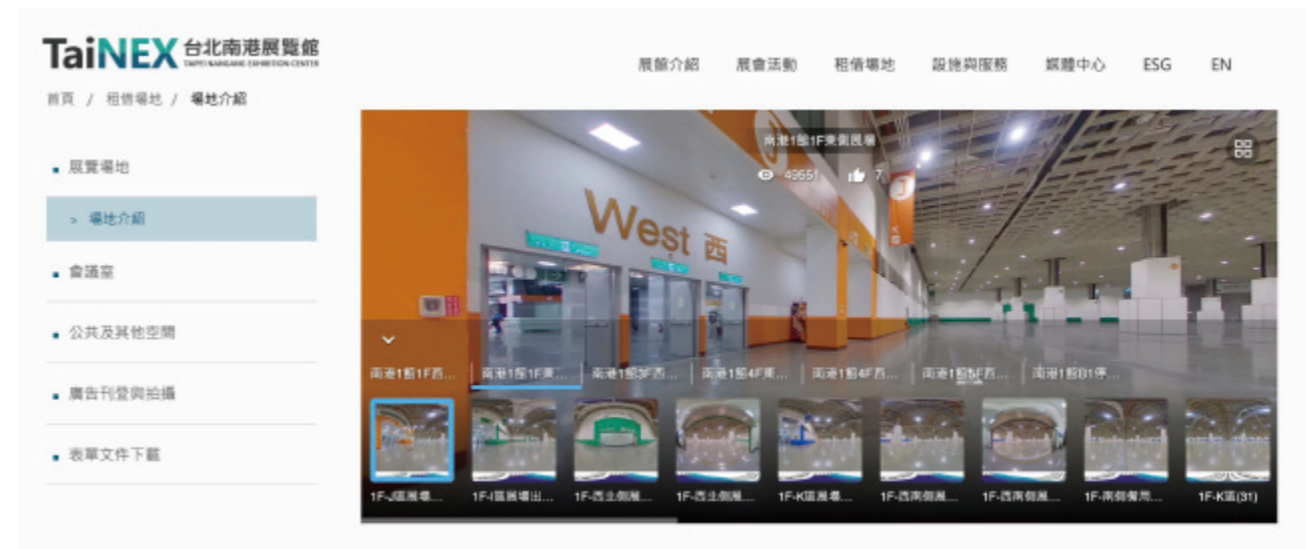 TaiNEX 台北南港展覽館
TAIPEI NANGANG EXHIBITION CENTER
展館介紹 展會活動 租借場地 設施與服務 媒體中心 ESG EN
首頁 / 租借場地 / 場地介紹
展覽場地
> 場地介紹
會議室
公共及其他空間
廣告刊登與拍攝
表單文件下載
南港1館1F東側展場
49551 7
J
West 西
南港1館1F西... 南港1館1F東... 南港1館3F西... 南港1館4F東... 南港1館4F西... 南港1館5F西... 南港1館B1停...
1F-J區展場... 1F-I區展場出... 1F-西北側展... 1F-西北側展... 1F-K區展場... 1F-西南側展... 1F-西南側展... 1F-南側備用... 1F-K區(31)